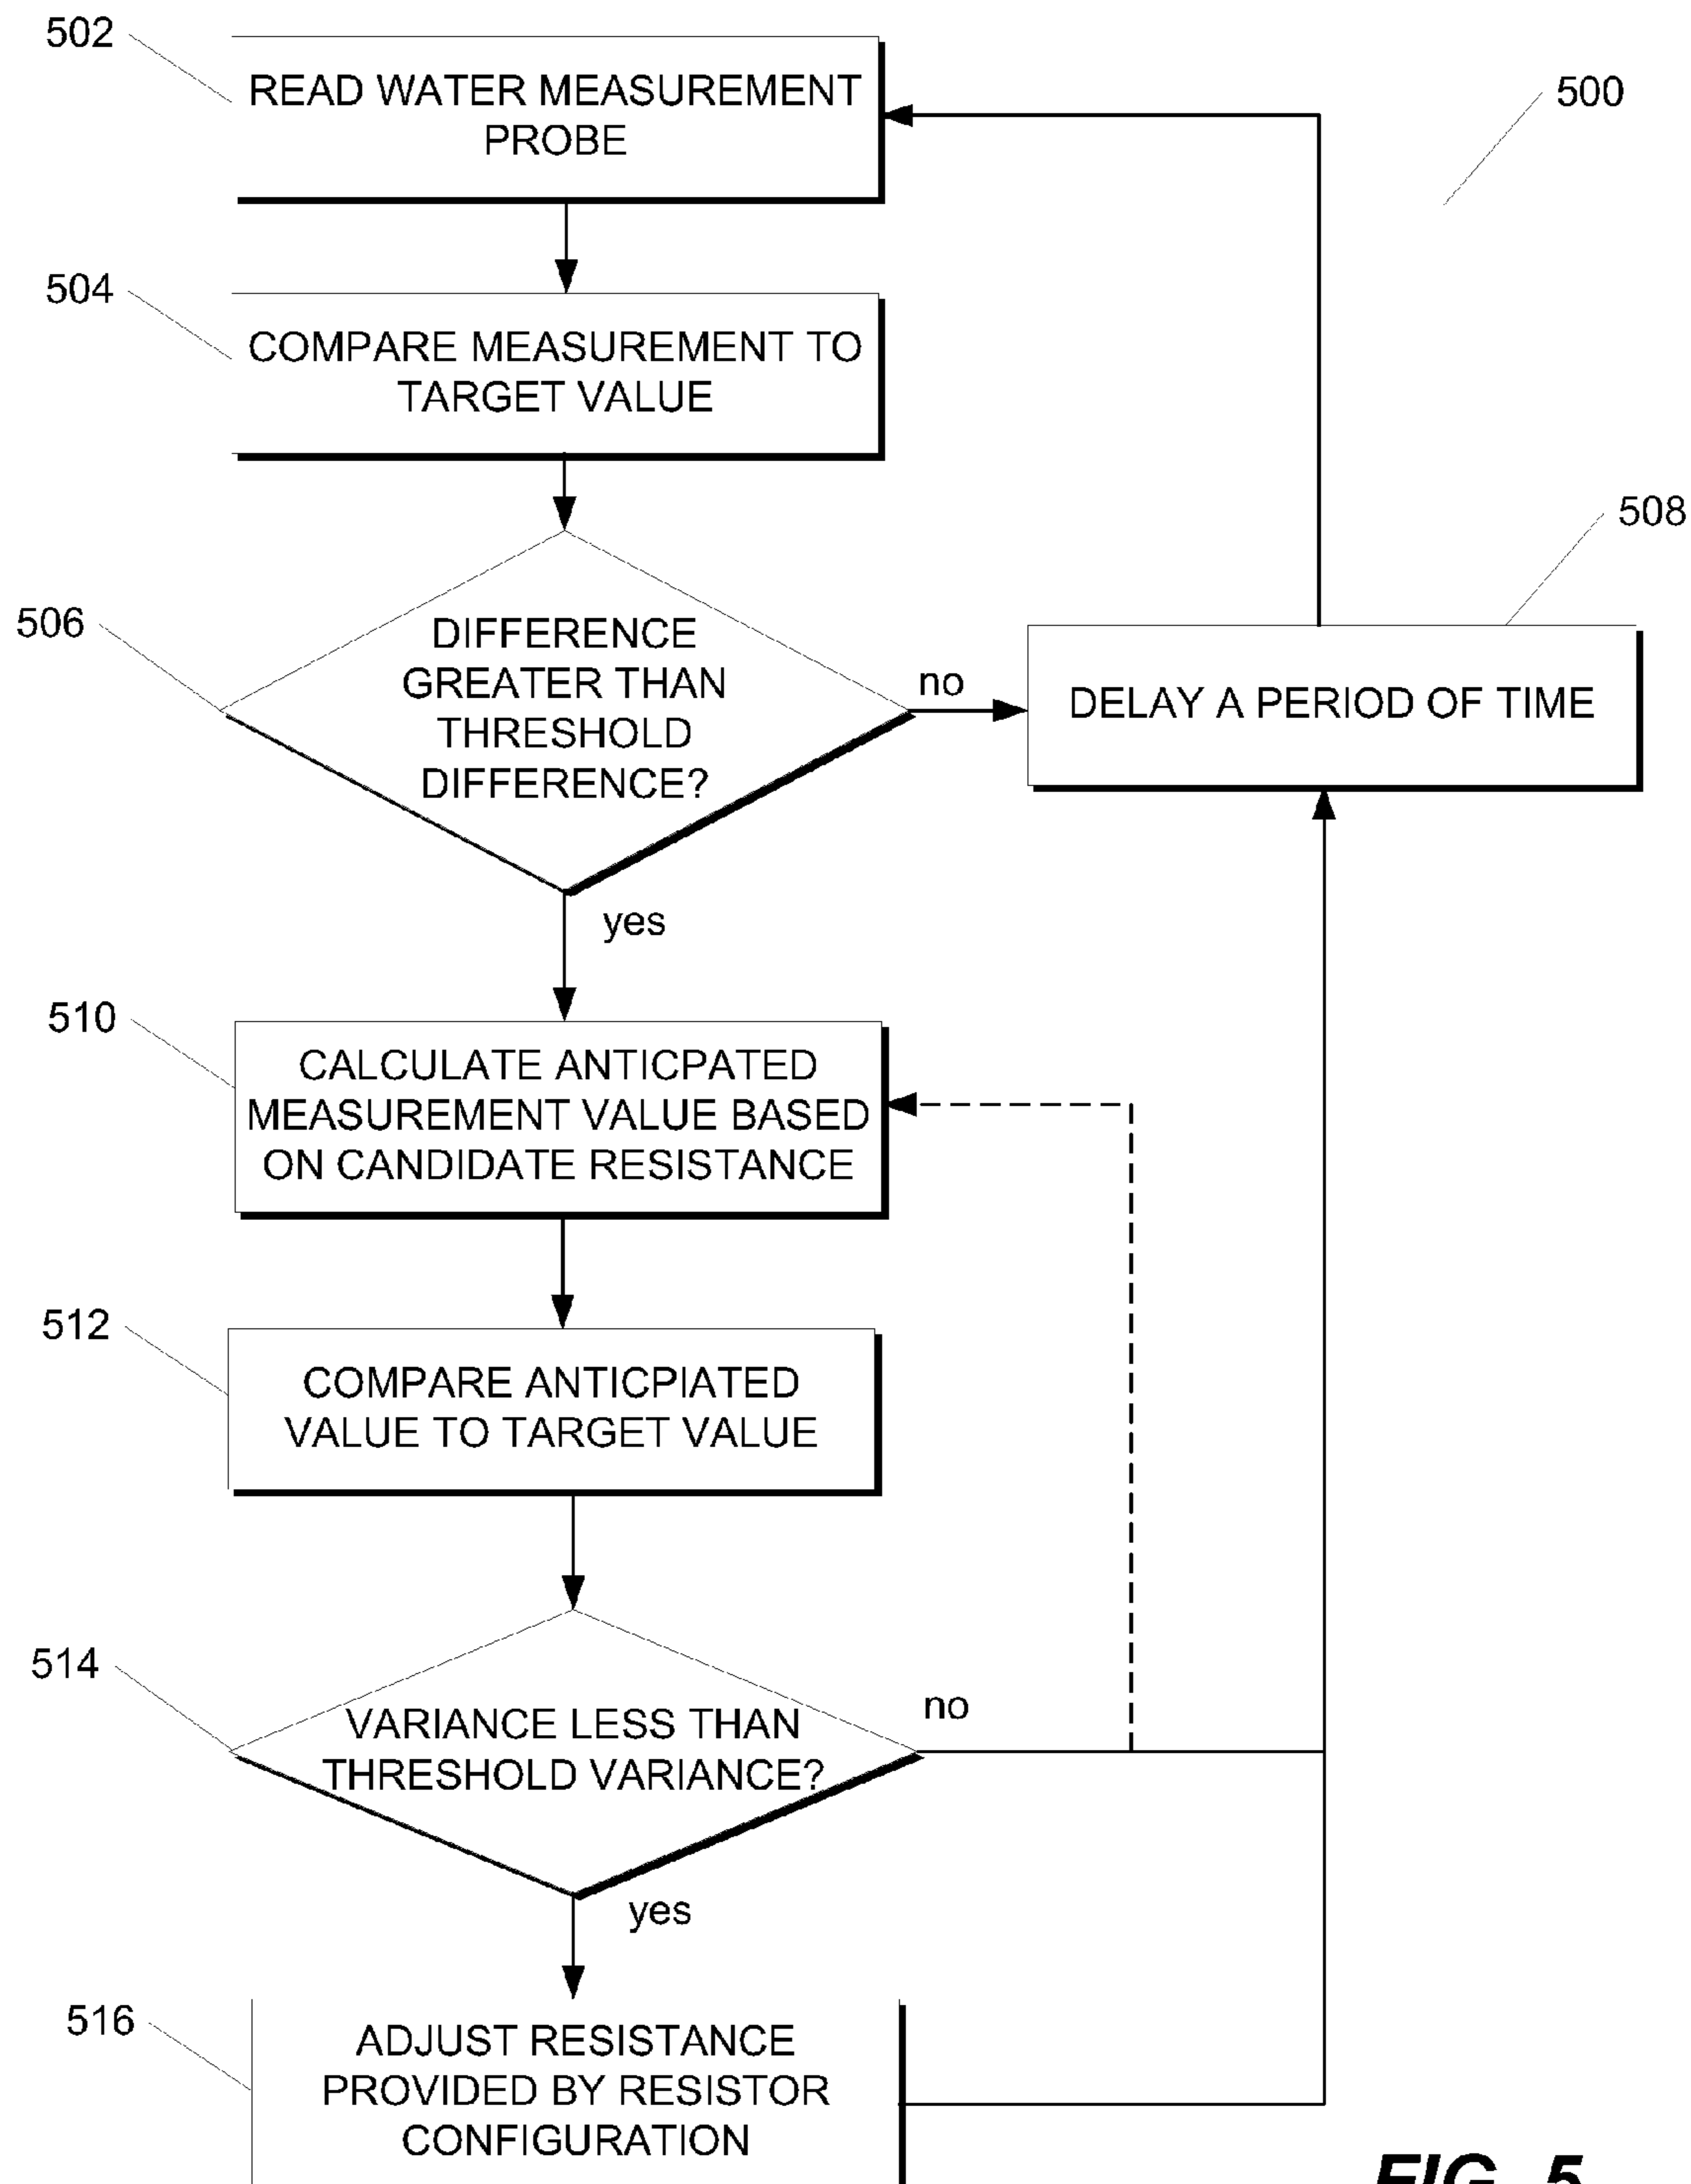 502
READ WATER MEASUREMENT
PROBE
500
504
COMPARE MEASUREMENT TO
TARGET VALUE
508
506
DIFFERENCE
GREATER THAN
THRESHOLD
DIFFERENCE?
no
DELAY A PERIOD OF TIME
yes
510
CALCULATE ANTICPATED
MEASUREMENT VALUE BASED
ON CANDIDATE RESISTANCE
512
COMPARE ANTICPIATED
VALUE TO TARGET VALUE
514
VARIANCE LESS THAN
THRESHOLD VARIANCE?
no
yes
516
ADJUST RESISTANCE
PROVIDED BY RESISTOR
CONFIGURATION
FIG. 5